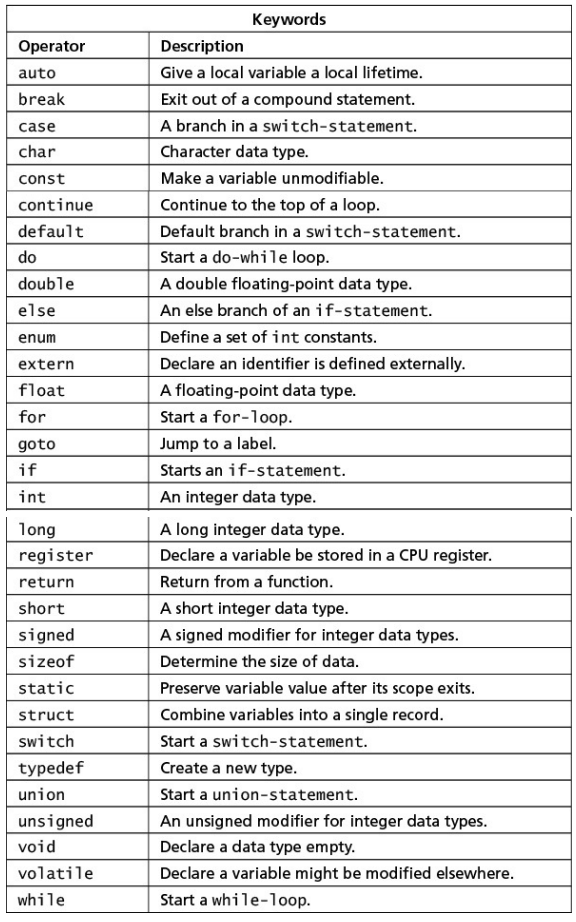 Keywords
Operator Description
auto Give a local variable a local lifetime.
break Exit out of a compound statement.
case A branch in a switch-statement.
char Character data type.
const Make a variable unmodifiable.
continue Continue to the top of a loop.
default Default branch in a switch-statement.
do Start a do-while loop.
double A double floating-point data type.
else An else branch of an if-statement.
enum Define a set of int constants.
extern Declare an identifier is defined externally.
float A floating-point data type.
for Start a for-loop.
goto Jump to a label.
if Starts an if-statement.
int An integer data type.
long A long integer data type.
register Declare a variable be stored in a CPU register.
return Return from a function.
short A short integer data type.
signed A signed modifier for integer data types.
sizeof Determine the size of data.
static Preserve variable value after its scope exits.
struct Combine variables into a single record.
switch Start a switch-statement.
typedef Create a new type.
union Start a union-statement.
unsigned An unsigned modifier for integer data types.
void Declare a data type empty.
volatile Declare a variable might be modified elsewhere.
while Start a while-loop.